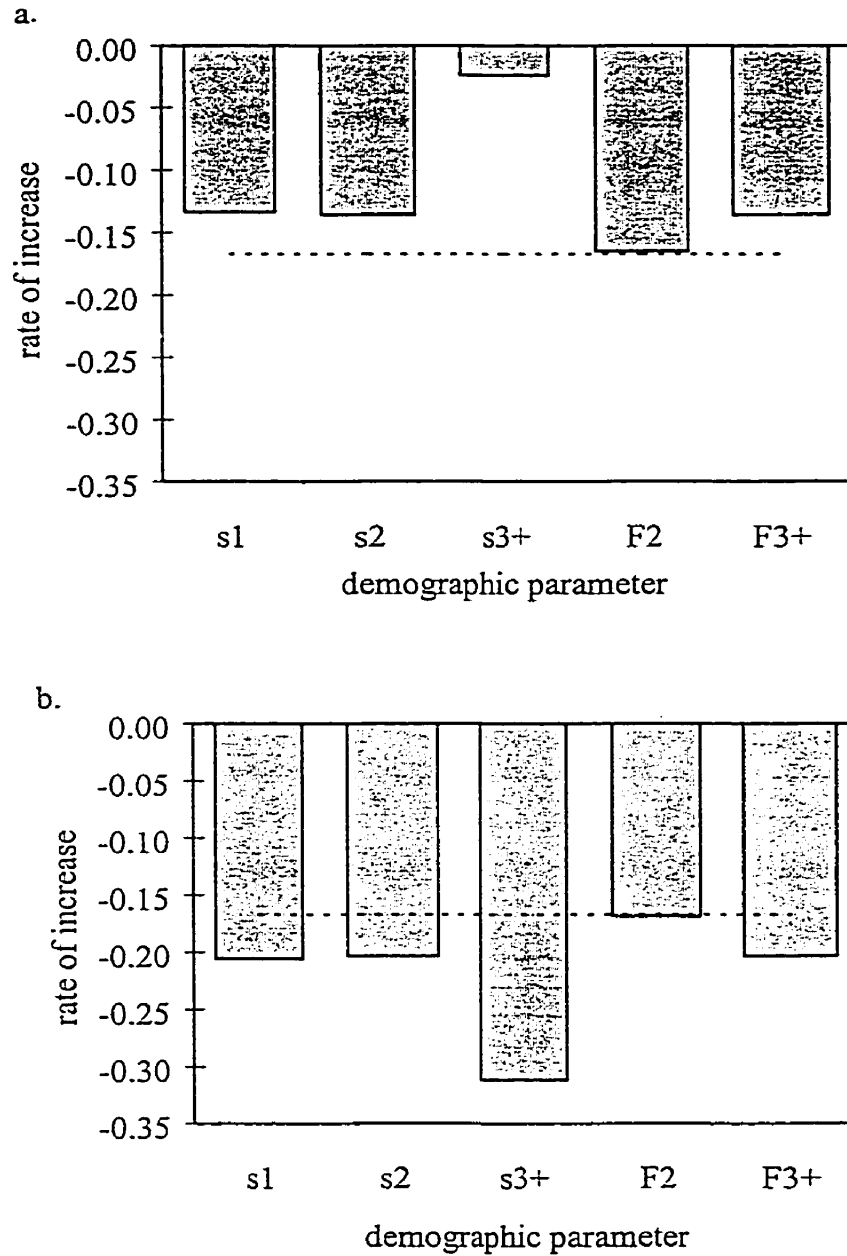 a.
0.00
-0.05
-0.10
-0.15
-0.20
-0.25
-0.30
-0.35
rate of increase
s1 s2 s3+ F2 F3+
demographic parameter
b.
0.00
-0.05
-0.10
-0.15
-0.20
-0.25
-0.30
-0.35
rate of increase
s1 s2 s3+ F2 F3+
demographic parameter